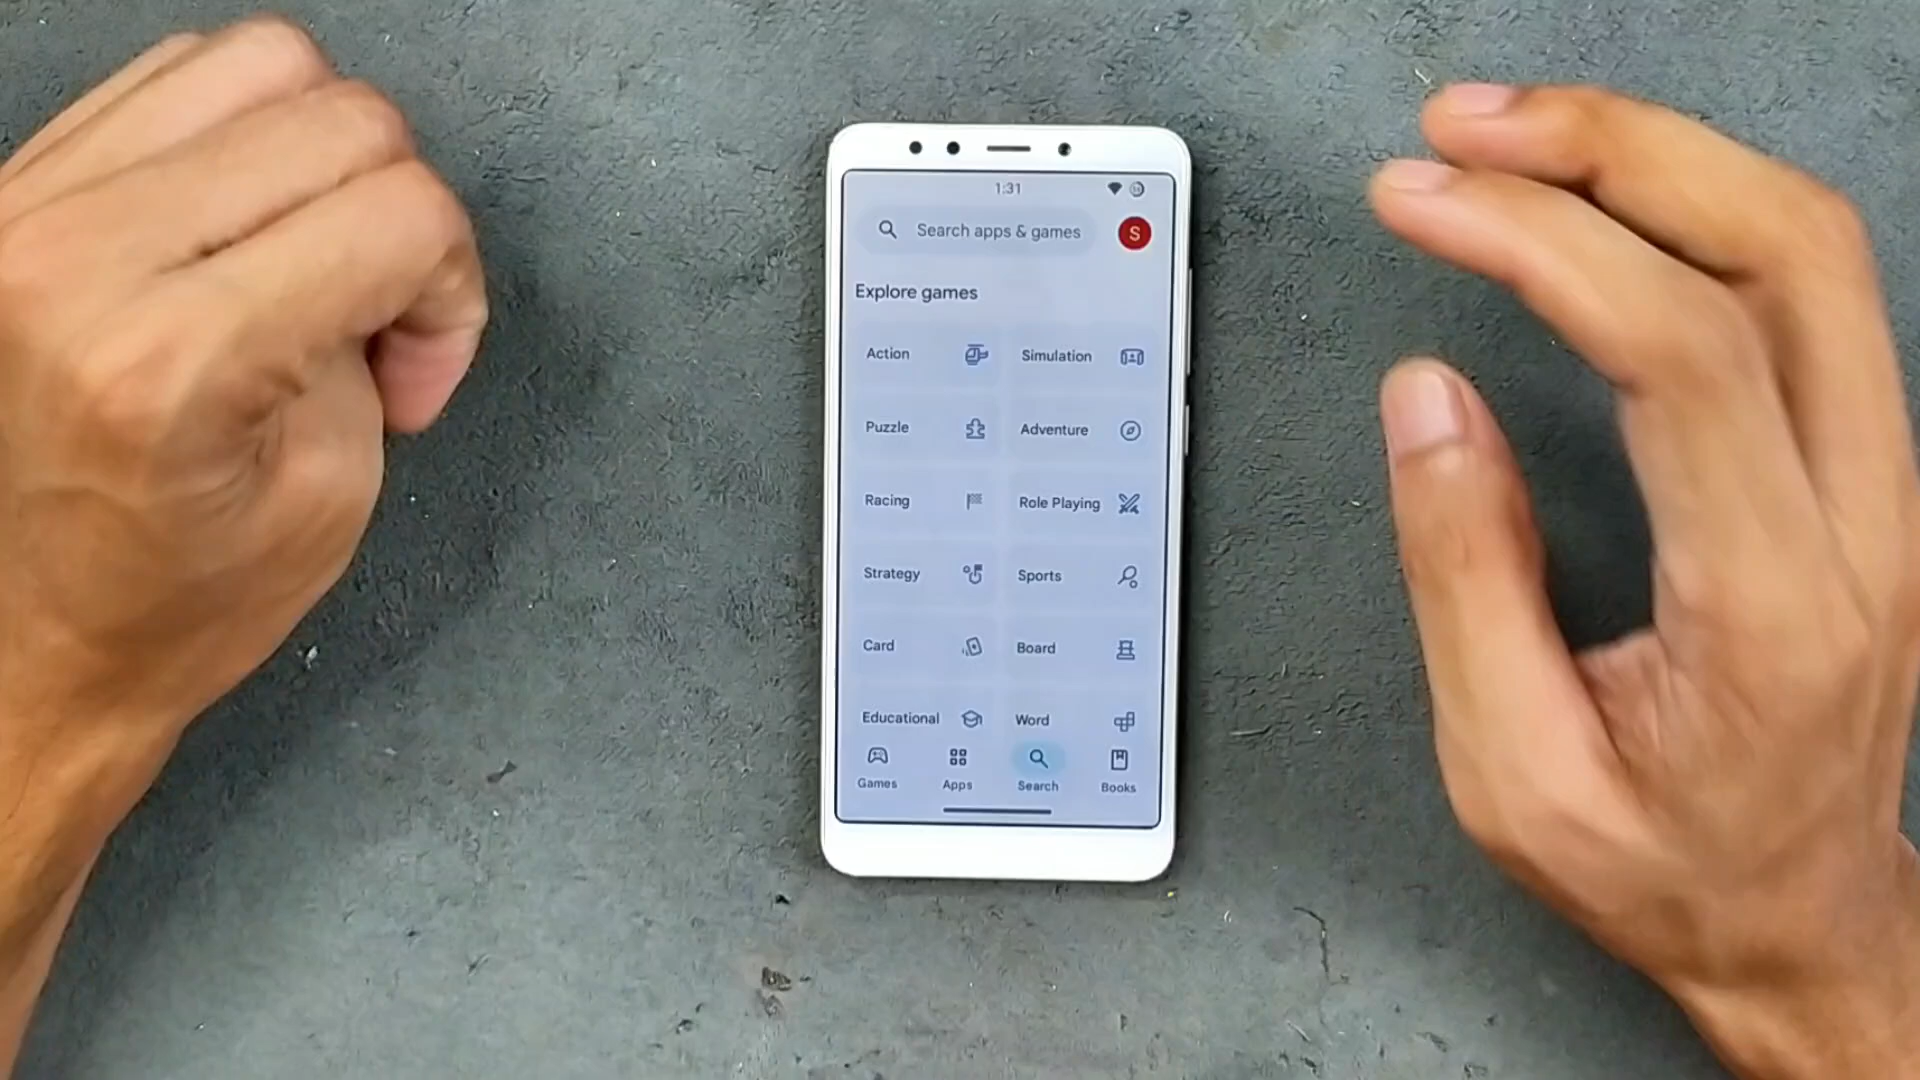 1:31
Search apps & games
S
Explore games
Action
Simulation
Puzzle
Adventure
Racing
Role Playing
Strategy
Sports
Card
Board
Educational
Word
Games
Apps
Search
Books